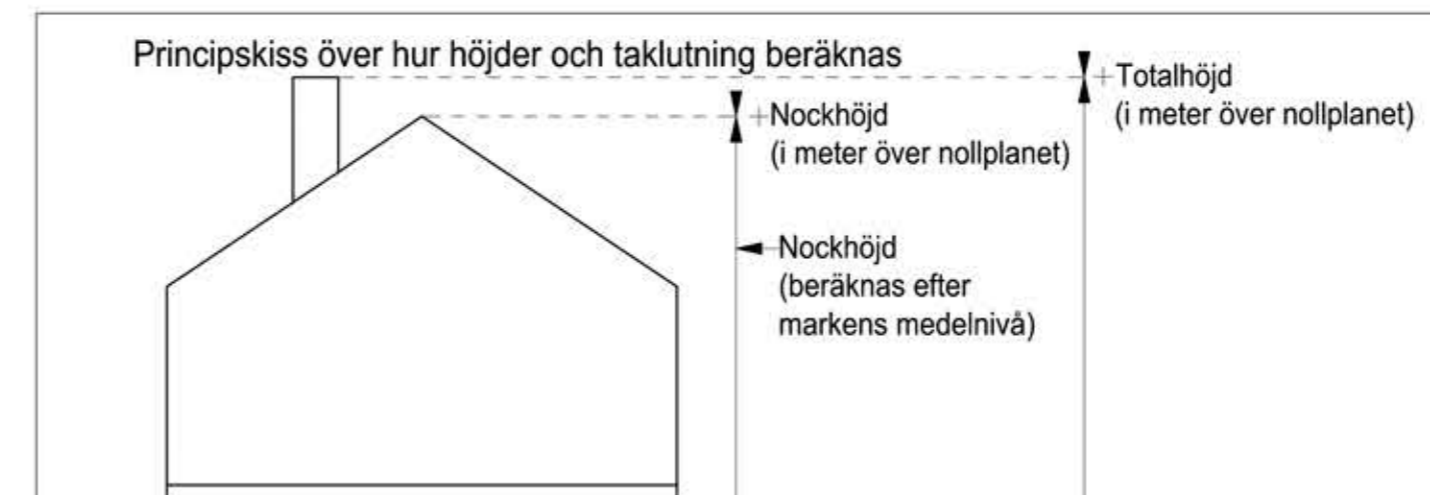 Principskiss över hur höjder och taklutning beräknas
+Totalhöjd
(i meter över nollplanet)
+Nockhöjd
(i meter över nollplanet)
Nockhöjd
(beräknas efter
markens medelnivå)